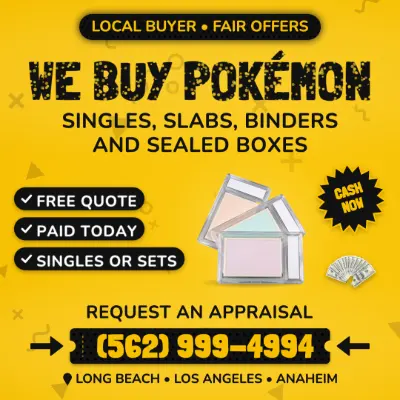 LOCAL BUYER • FAIR OFFERS
WE BUY POKÉMON
SINGLES, SLABS, BINDERS
AND SEALED BOXES
FREE QUOTE
PAID TODAY
SINGLES OR SETS
CASH
NOW
REQUEST AN APPRAISAL
(562) 999-4994
LONG BEACH • LOS ANGELES • ANAHEIM